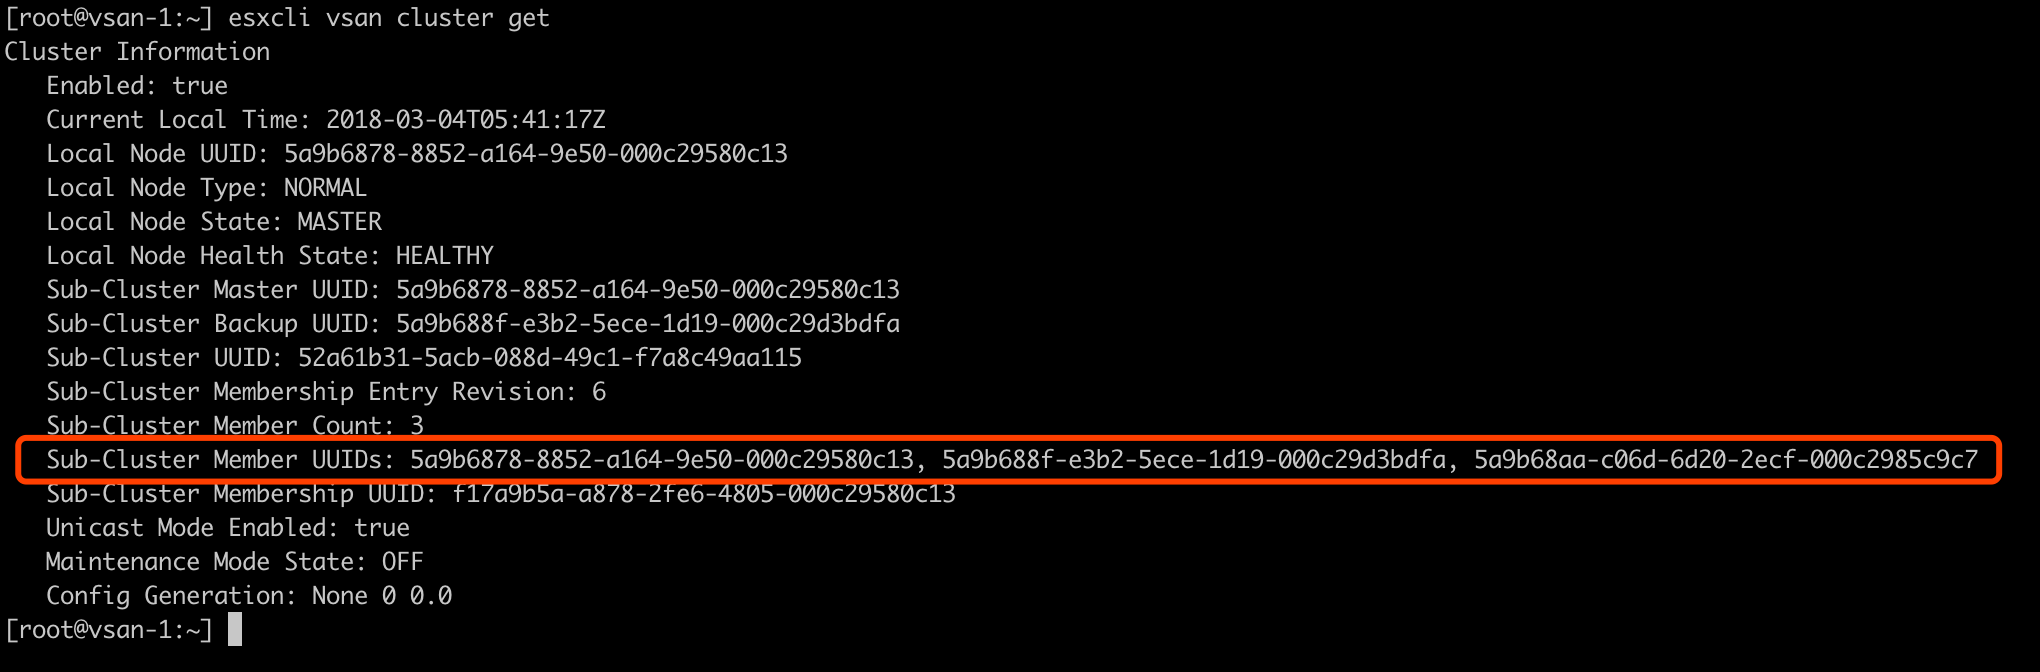 [root@vsan-1:~] esxcli vsan cluster get
Cluster Information
Enabled: true
Current Local Time: 2018-03-04T05:41:17Z
Local Node UUID: 5a9b6878-8852-a164-9e50-000c29580c13
Local Node Type: NORMAL
Local Node State: MASTER
Local Node Health State: HEALTHY
Sub-Cluster Master UUID: 5a9b6878-8852-a164-9e50-000c29580c13
Sub-Cluster Backup UUID: 5a9b688f-e3b2-5ece-1d19-000c29d3bdfa
Sub-Cluster UUID: 52a61b31-5acb-088d-49c1-f7a8c49aa115
Sub-Cluster Membership Entry Revision: 6
Sub-Cluster Member Count: 3
Sub-Cluster Member UUIDs: 5a9b6878-8852-a164-9e50-000c29580c13, 5a9b688f-e3b2-5ece-1d19-000c29d3bdfa, 5a9b68aa-c06d-6d20-2ecf-000c2985c9c7
Sub-Cluster Membership UUID: f17a9b5a-a878-2fe6-4805-000c29580c13
Unicast Mode Enabled: true
Maintenance Mode State: OFF
Config Generation: None 0 0.0
[root@vsan-1:~]